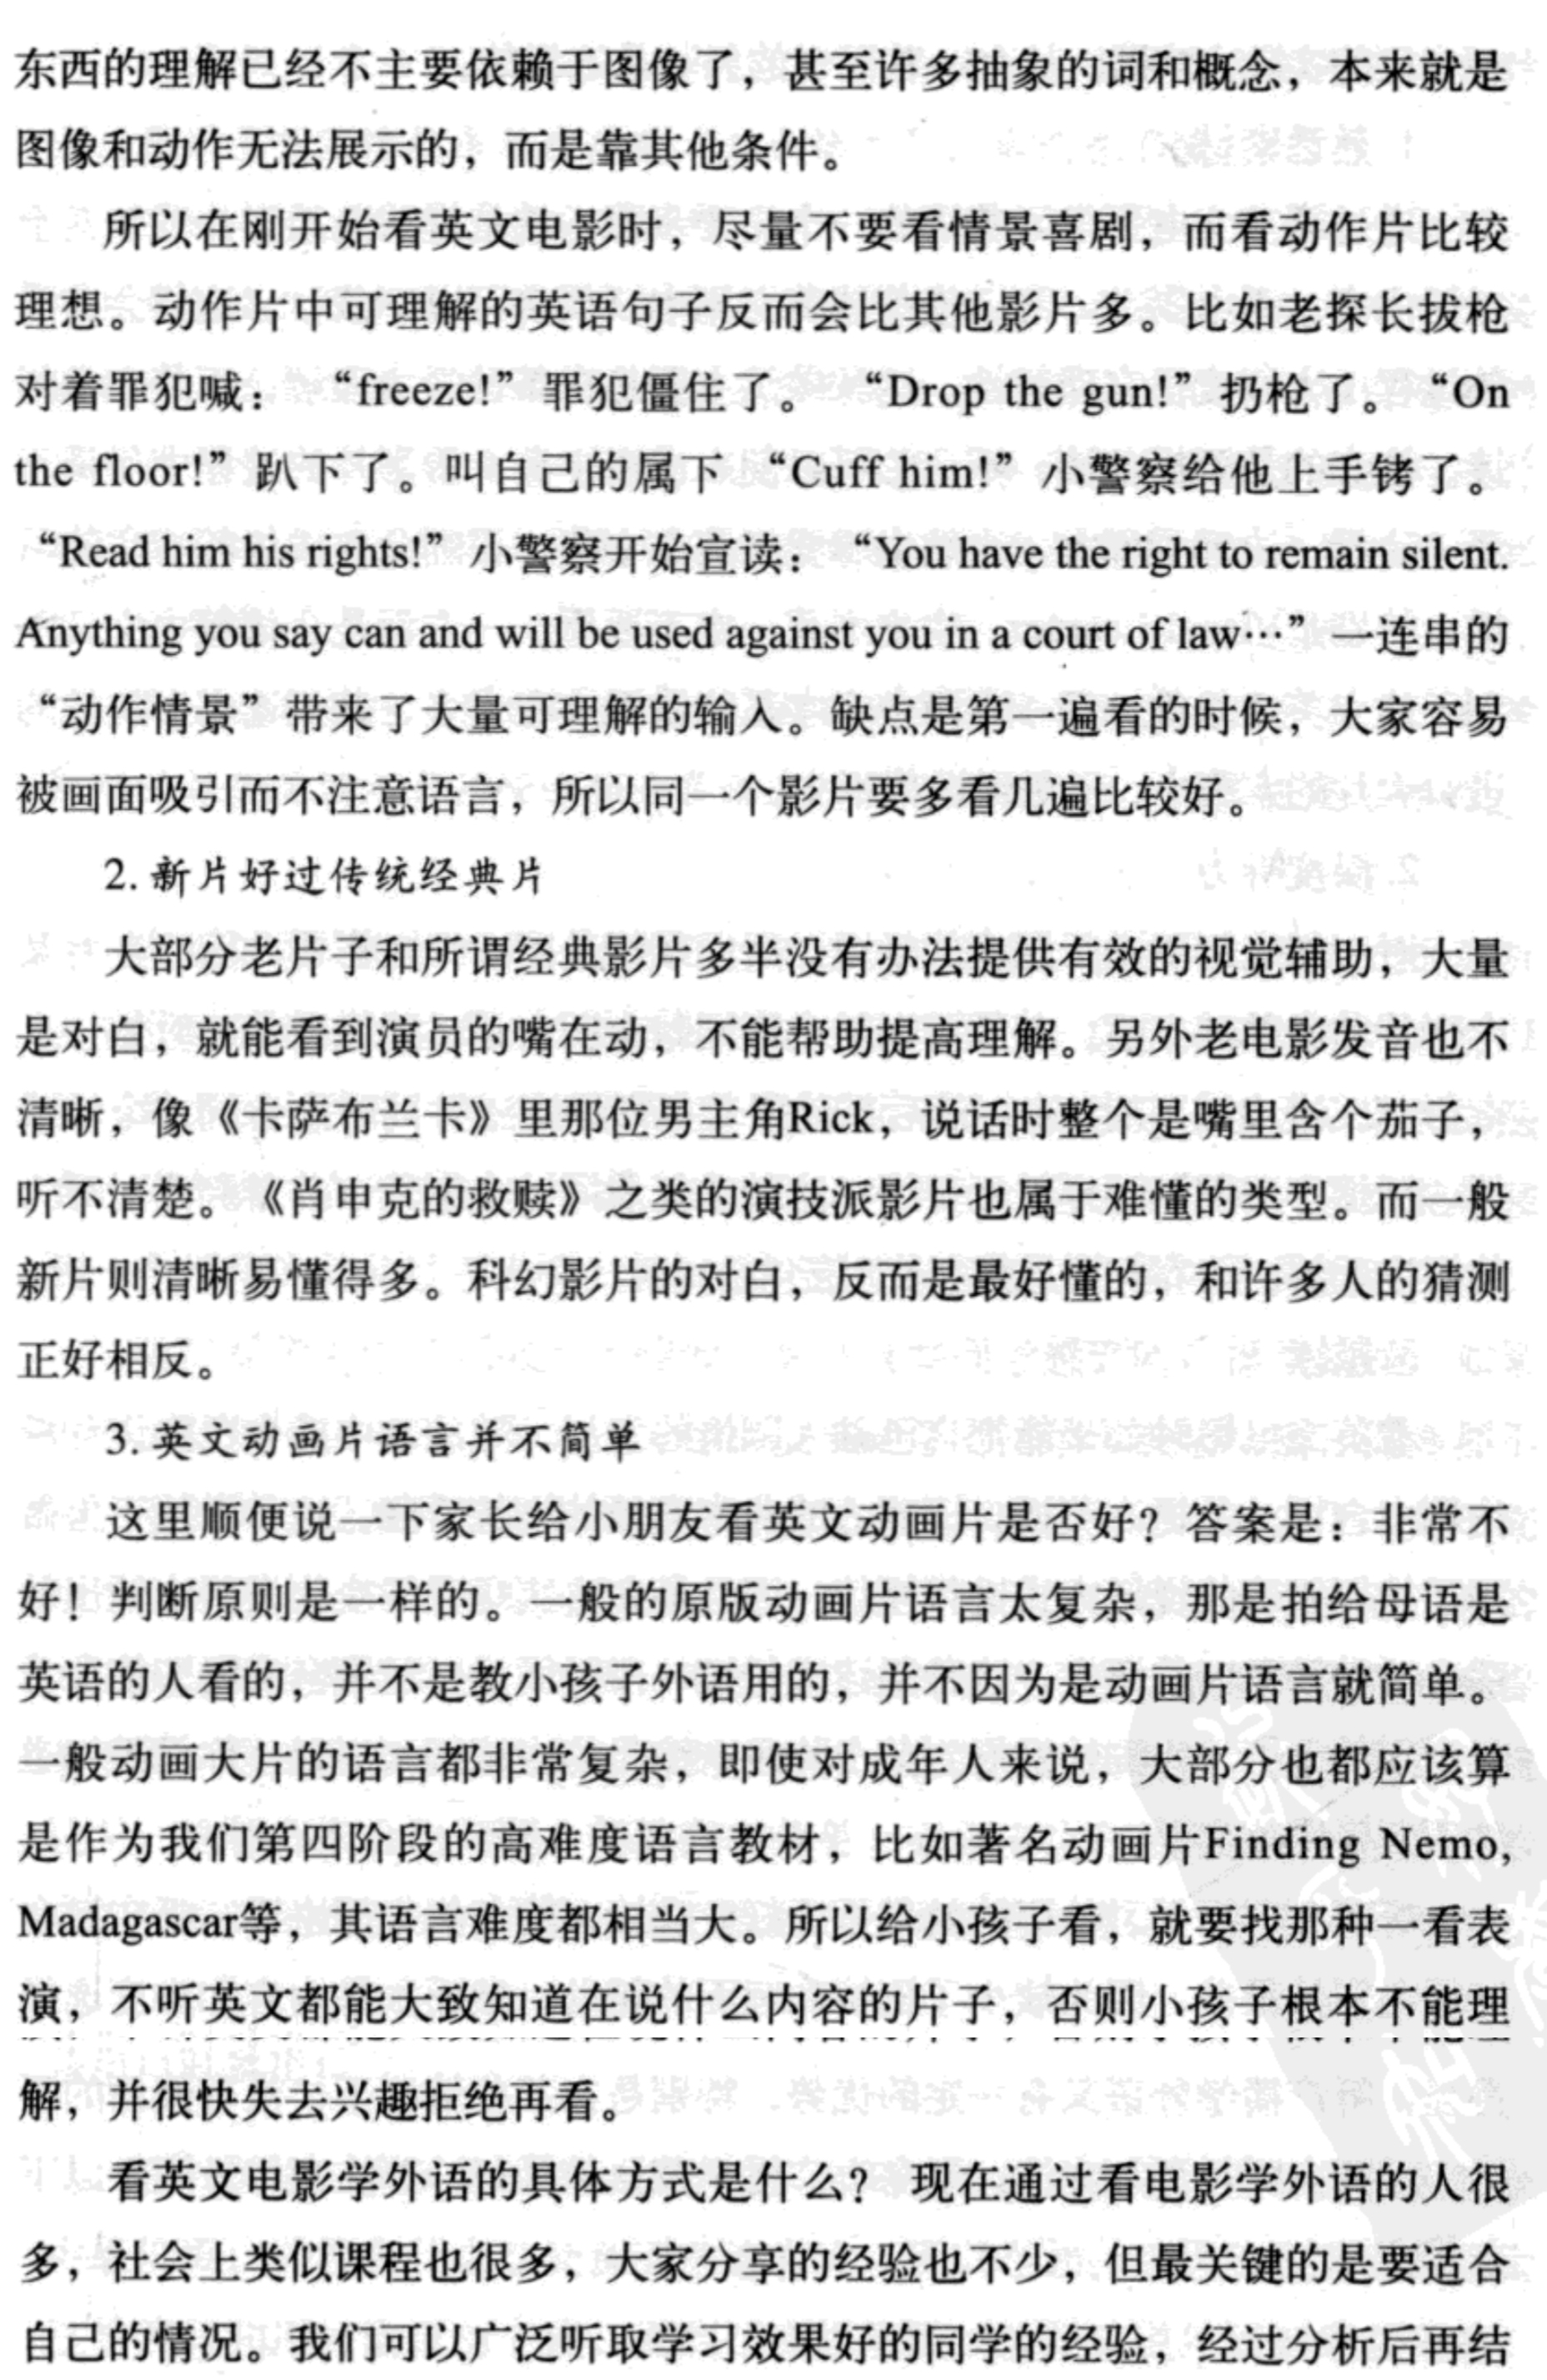 东西的理解已经不主要依赖于图像了，甚至许多抽象的词和概念，本来就是
图像和动作无法展示的，而是靠其他条件。
所以在刚开始看英文电影时，尽量不要看情景喜剧，而看动作片比较
理想。动作片中可理解的英语句子反而会比其他影片多。比如老探长拔枪
对着罪犯喊：“freeze!”罪犯僵住了。“Drop the gun!”扔枪了。“On
the floor!”趴下了。叫自己的属下“Cuff him!”小警察给他上手铐了。
“Read him his rights!”小警察开始宣读：“You have the right to remain silent.
Anything you say can and will be used against you in a court of law…”一连串的
“动作情景”带来了大量可理解的输入。缺点是第一遍看的时候，大家容易
被画面吸引而不注意语言，所以同一个影片要多看几遍比较好。
2. 新片好过传统经典片
大部分老片子和所谓经典影片多半没有办法提供有效的视觉辅助，大量
是对白，就能看到演员的嘴在动，不能帮助提高理解。另外老电影发音也不
清晰，像《卡萨布兰卡》里那位男主角Rick，说话时整个是嘴里含个茄子，
听不清楚。《肖申克的救赎》之类的演技派影片也属于难懂的类型。而一般
新片则清晰易懂得多。科幻影片的对白，反而是最好懂的，和许多人的猜测
正好相反。
3. 英文动画片语言并不简单
这里顺便说一下家长给小朋友看英文动画片是否好？答案是：非常不
好！判断原则是一样的。一般的原版动画片语言太复杂，那是拍给母语是
英语的人看的，并不是教小孩子外语用的，并不因为是动画片语言就简单。
一般动画大片的语言都非常复杂，即使对成年人来说，大部分也都应该算
是作为我们第四阶段的高难度语言教材，比如著名动画片Finding Nemo,
Madagascar等，其语言难度都相当大。所以给小孩子看，就要找那种一看表
演，不听英文都能大致知道在说什么内容的片子，否则小孩子根本不能理
解，并很快失去兴趣拒绝再看。
看英文电影学外语的具体方式是什么？ 现在通过看电影学外语的人很
多，社会上类似课程也很多，大家分享的经验也不少，但最关键的是要适合
自己的情况。我们可以广泛听取学习效果好的同学的经验，经过分析后再结